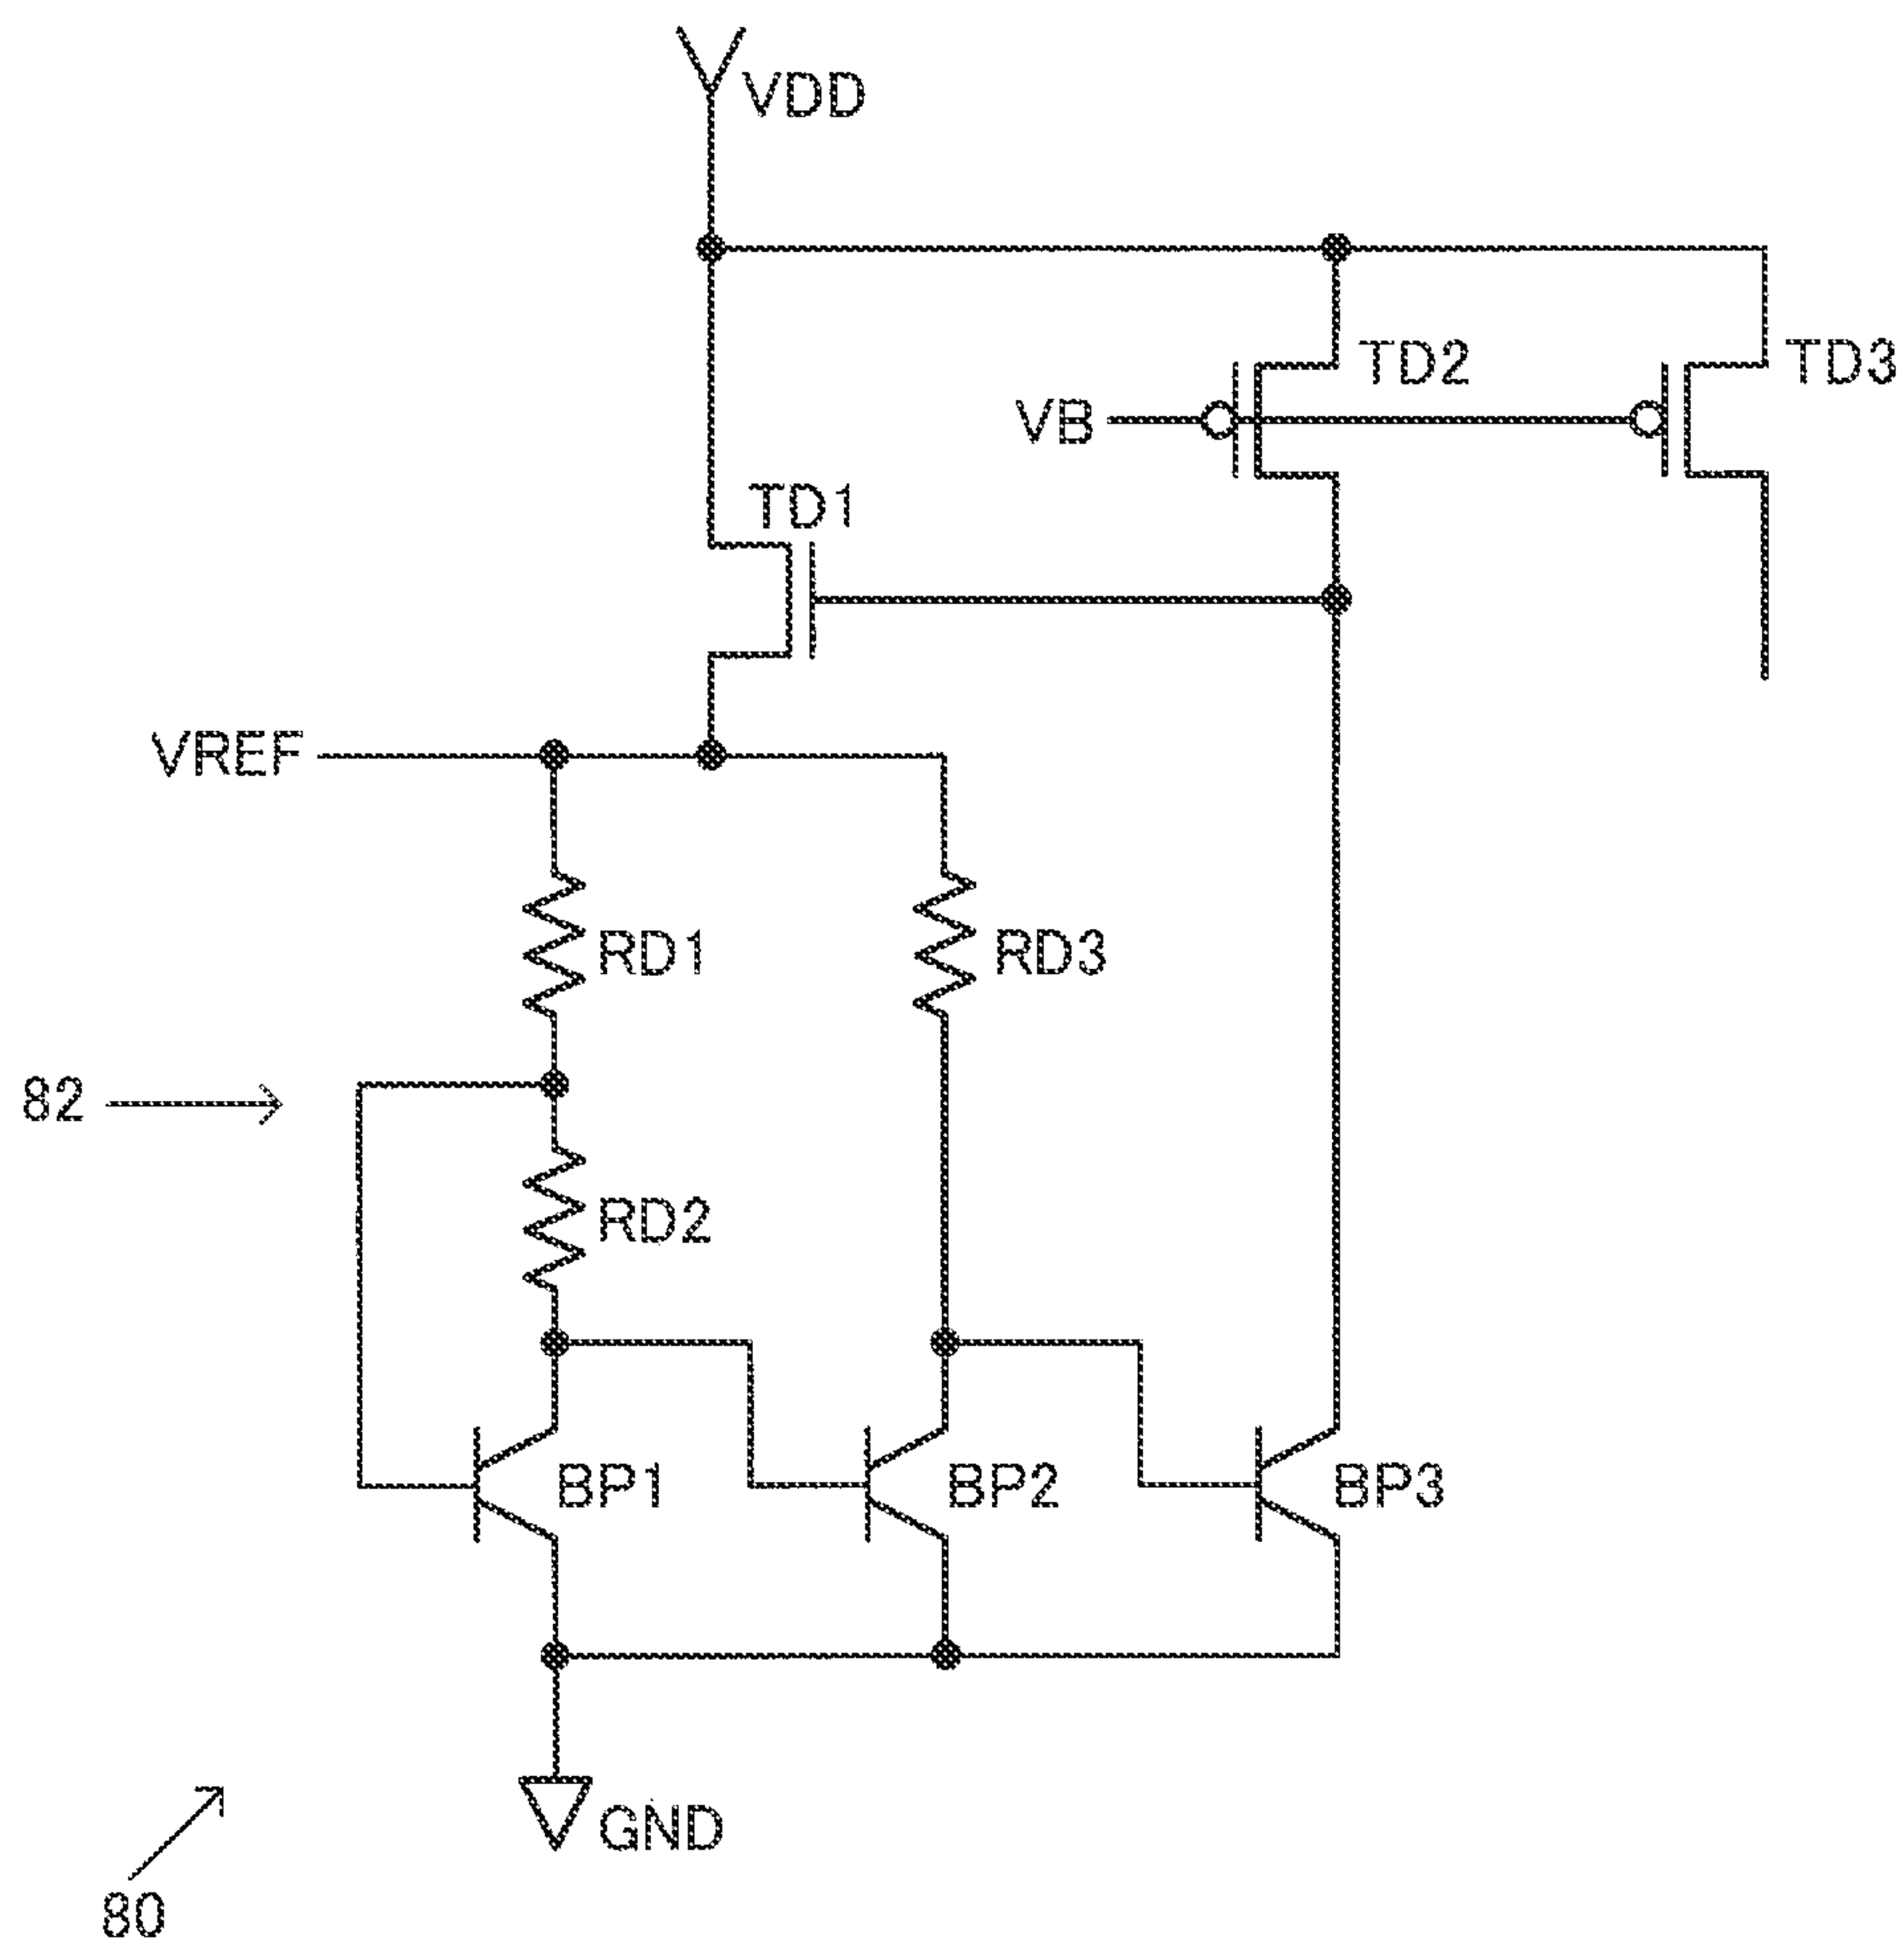 VDD
TD2
TD3
VB
TD1
VREF
RD1
RD3
82
RD2
BP1
BP2
BP3
GND
80